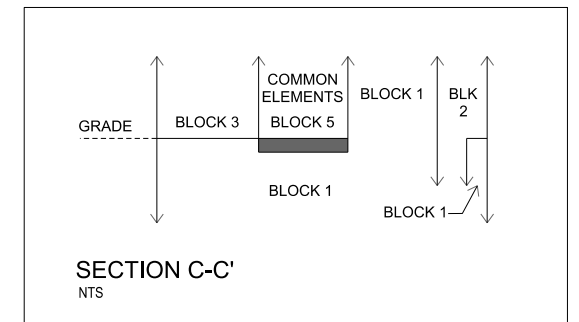 COMMON
ELEMENTS
BLOCK 1
BLK
2
GRADE
BLOCK 3
BLOCK 5
BLOCK 1
BLOCK 1
SECTION C-C'
NTS